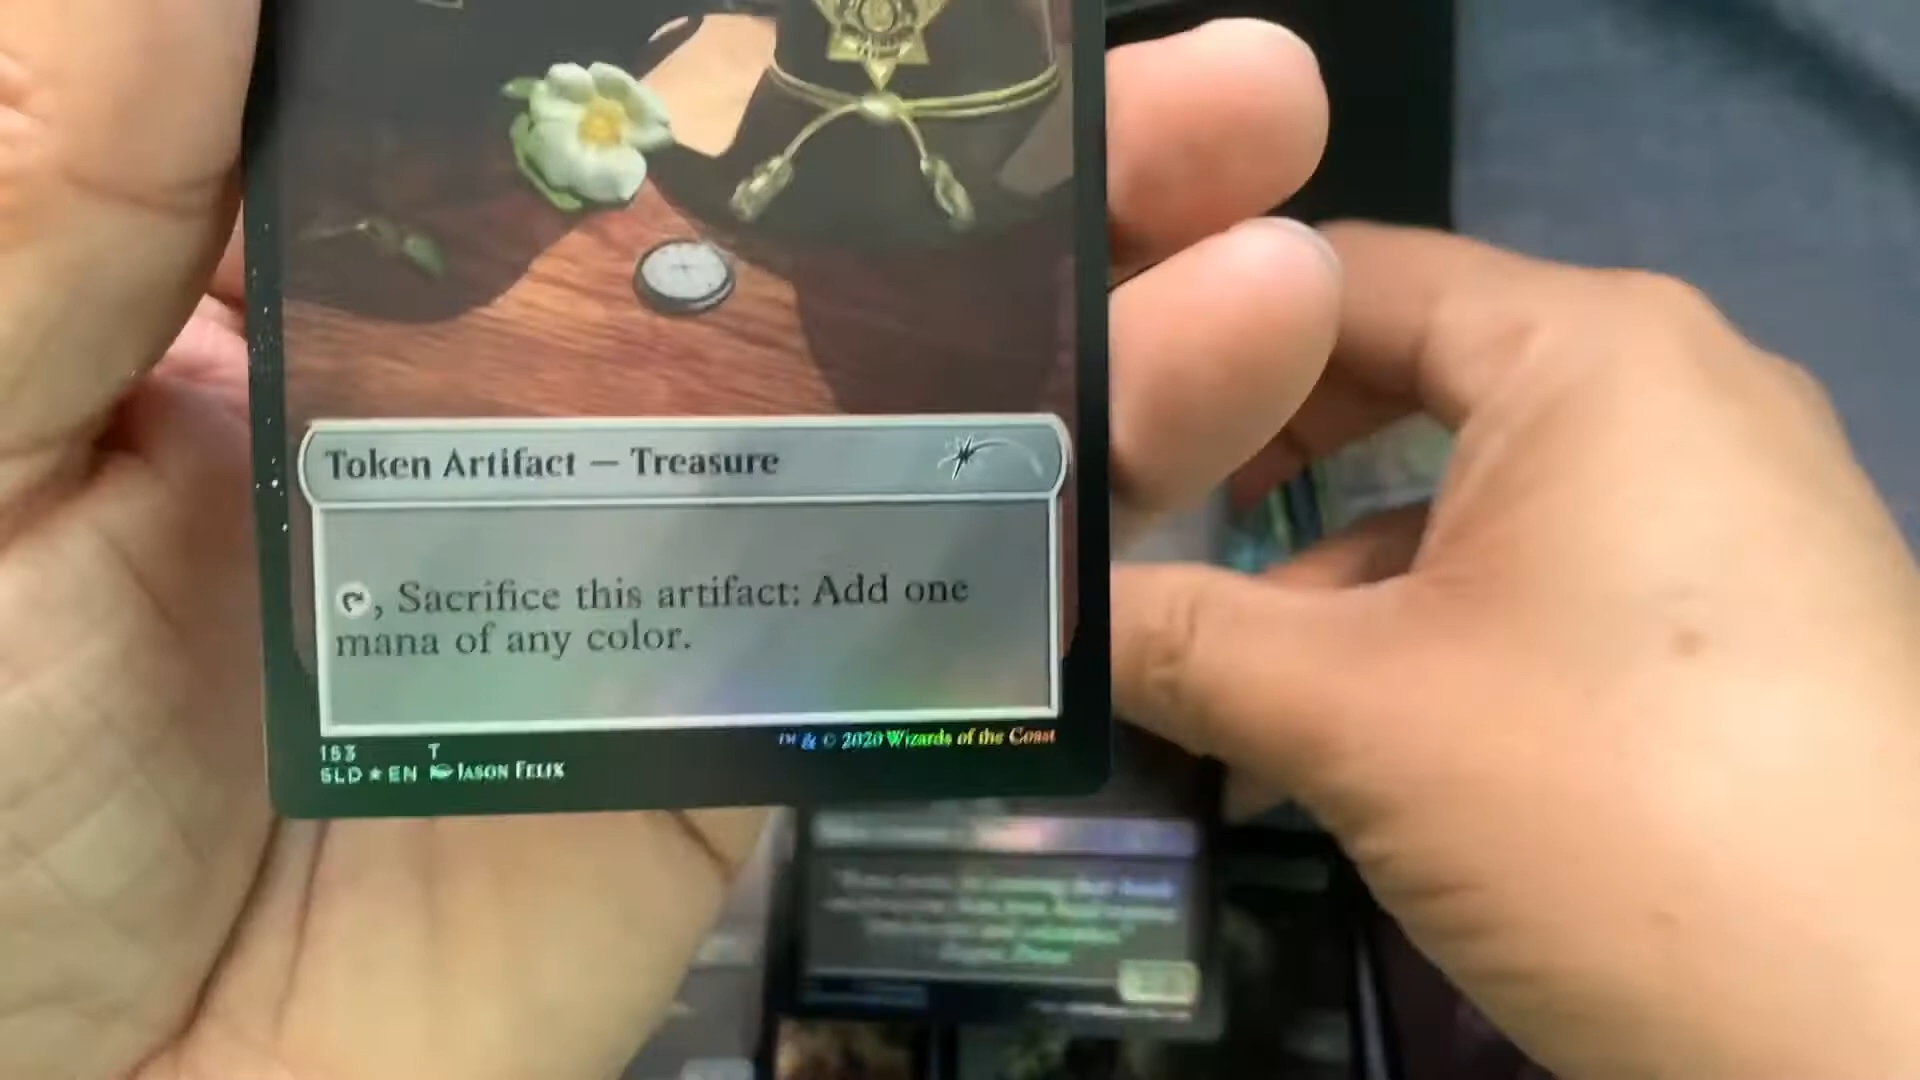 Token Artifact — Treasure
, Sacrifice this artifact: Add one
mana of any color.
153 T
SLD ★ EN JASON FELIX
™ & © 2020 Wizards of the Coast